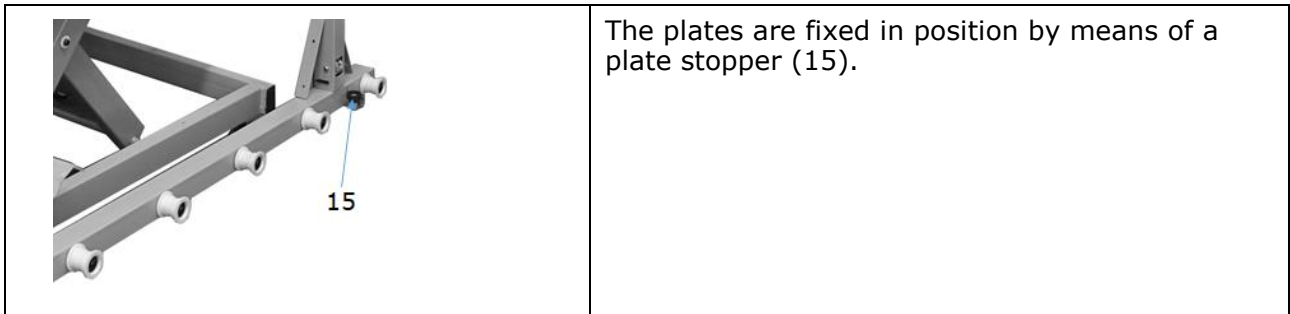 The plates are fixed in position by means of a
plate stopper (15).
15